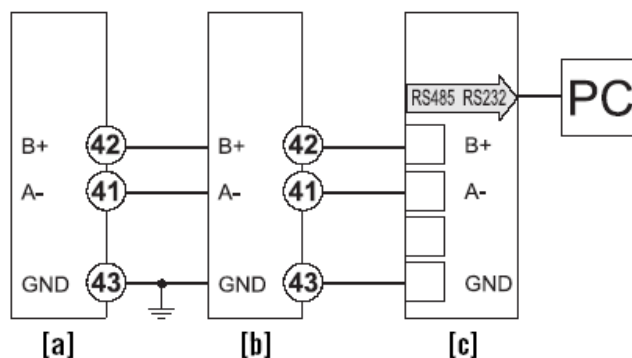 RS485 RS232 PC
B+ 42 B+ 42 B+
A- 41 A- 41 A-
GND 43 GND 43 GND
[a] [b] [c]